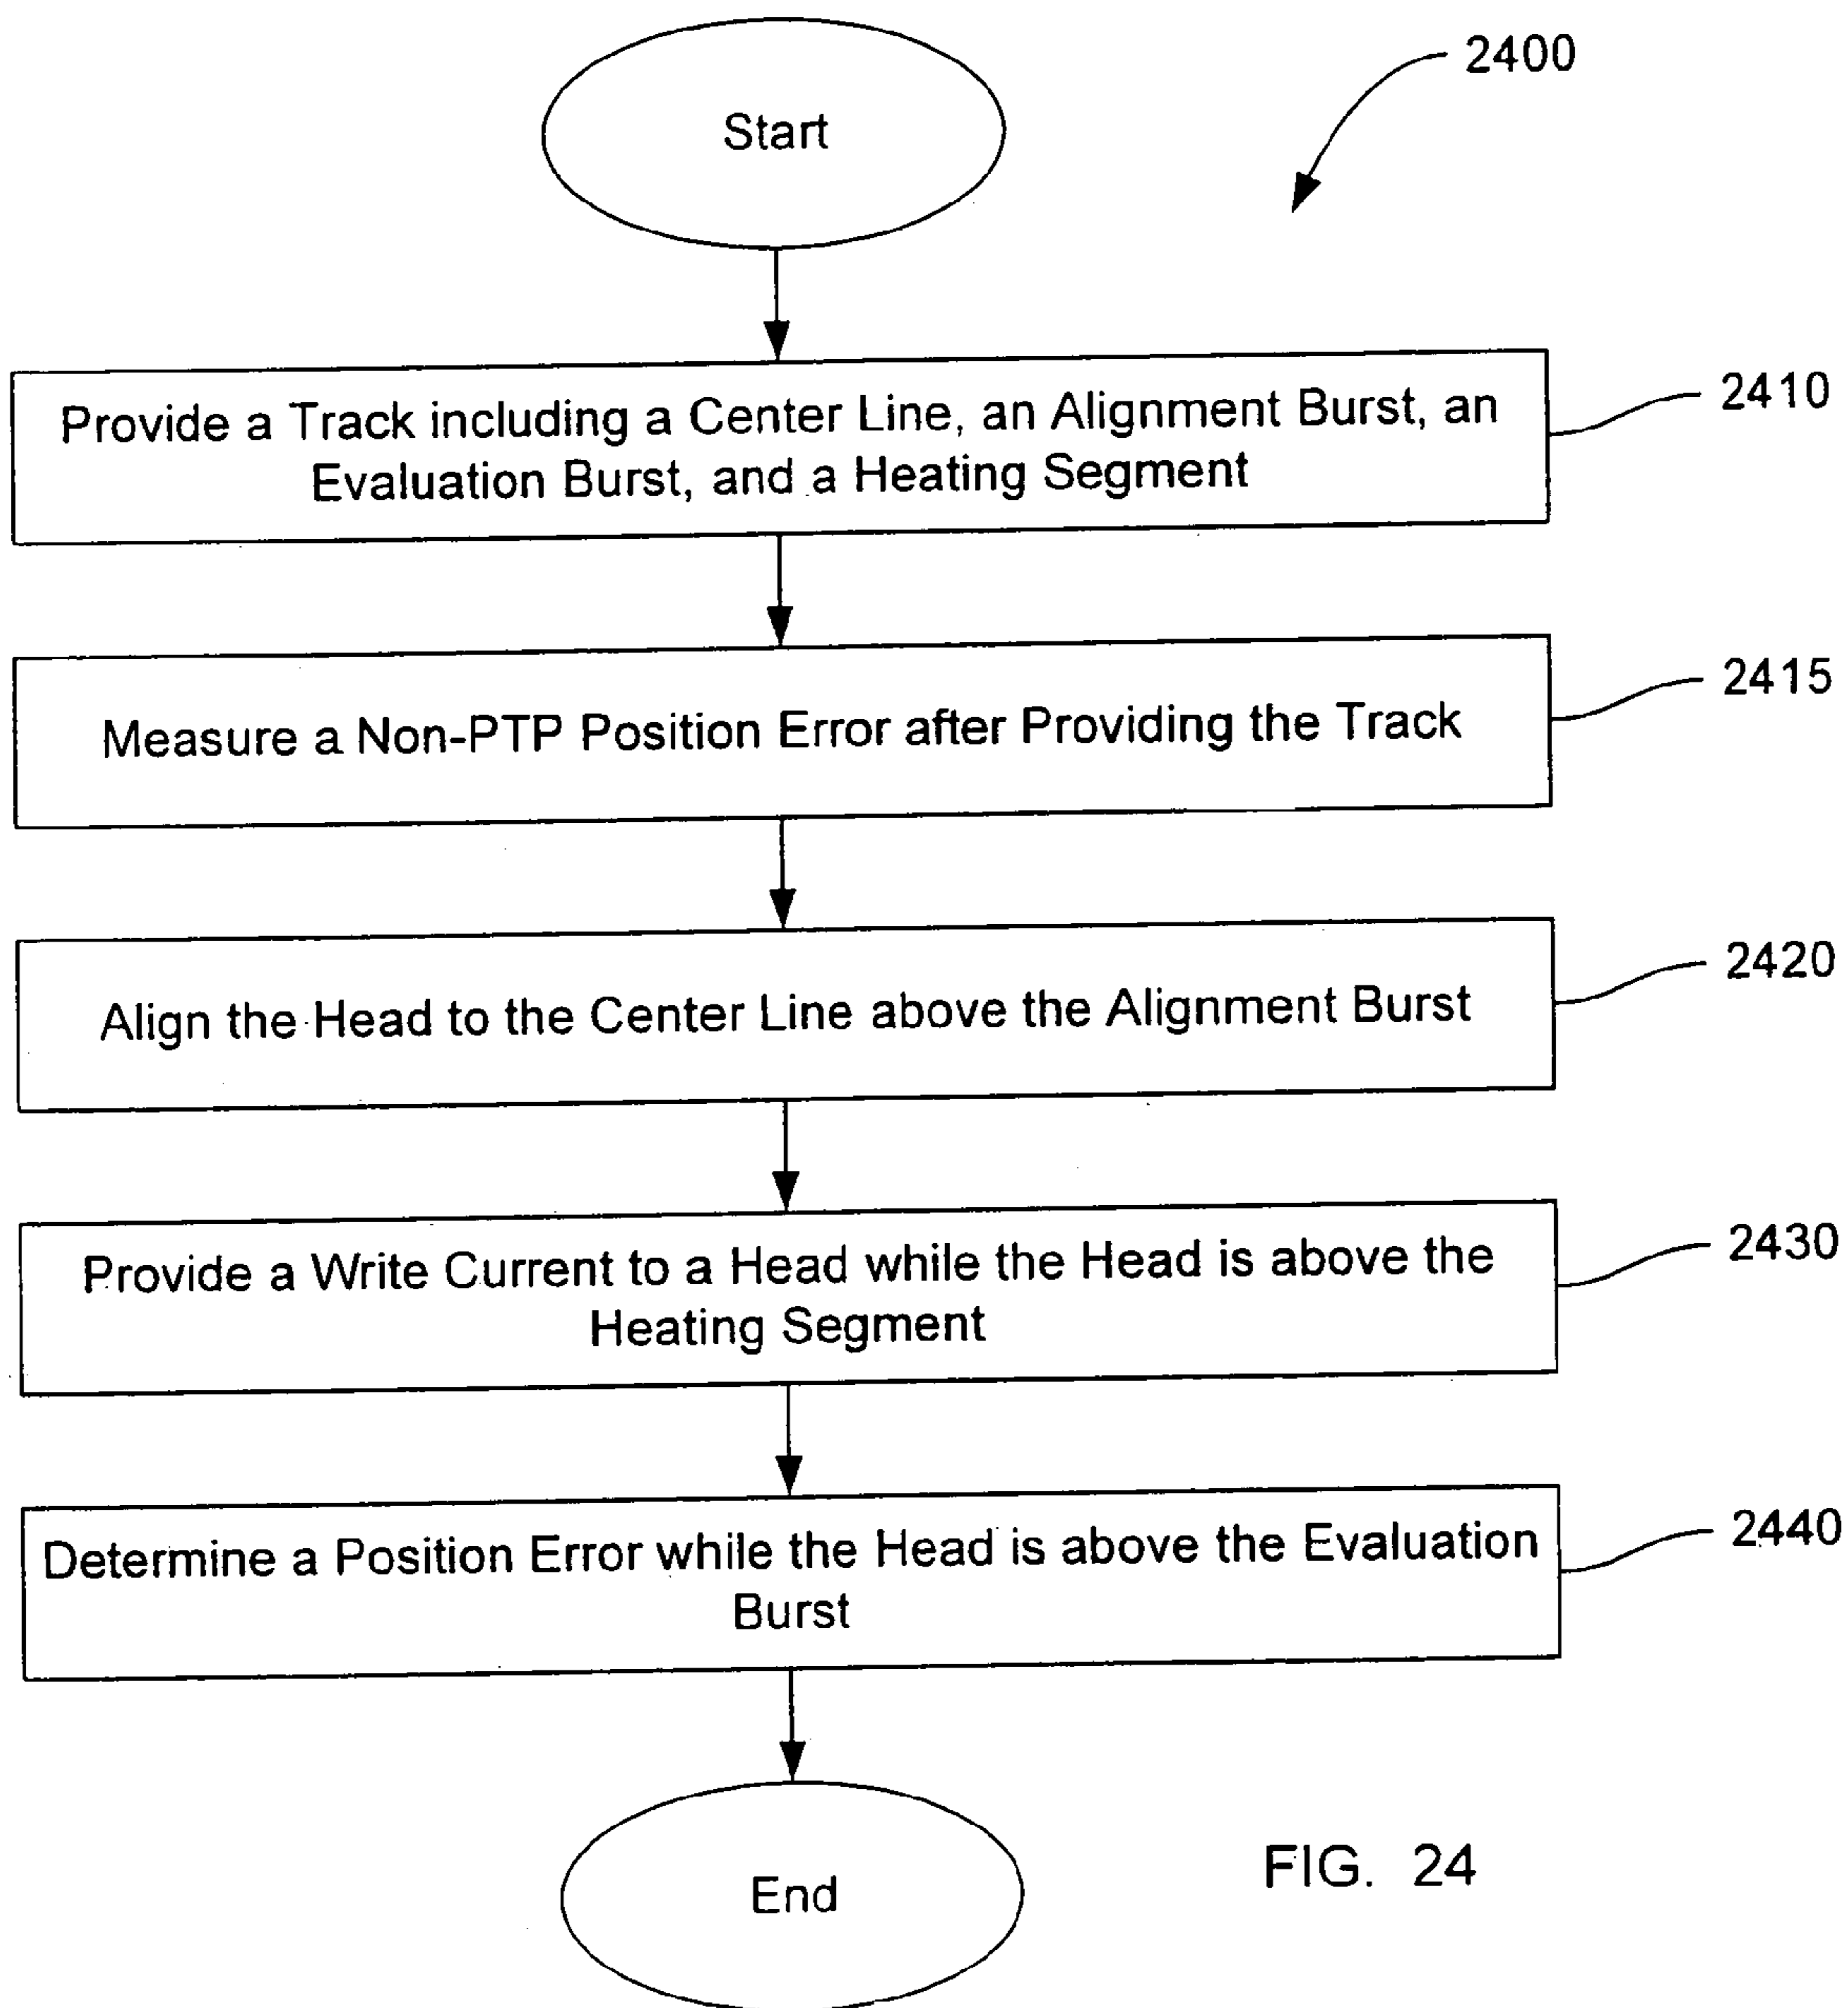 2400
Start
Provide a Track including a Center Line, an Alignment Burst, an
Evaluation Burst, and a Heating Segment
2410
Measure a Non-PTP Position Error after Providing the Track
2415
Align the Head to the Center Line above the Alignment Burst
2420
Provide a Write Current to a Head while the Head is above the
Heating Segment
2430
Determine a Position Error while the Head is above the Evaluation
Burst
2440
End
FIG. 24